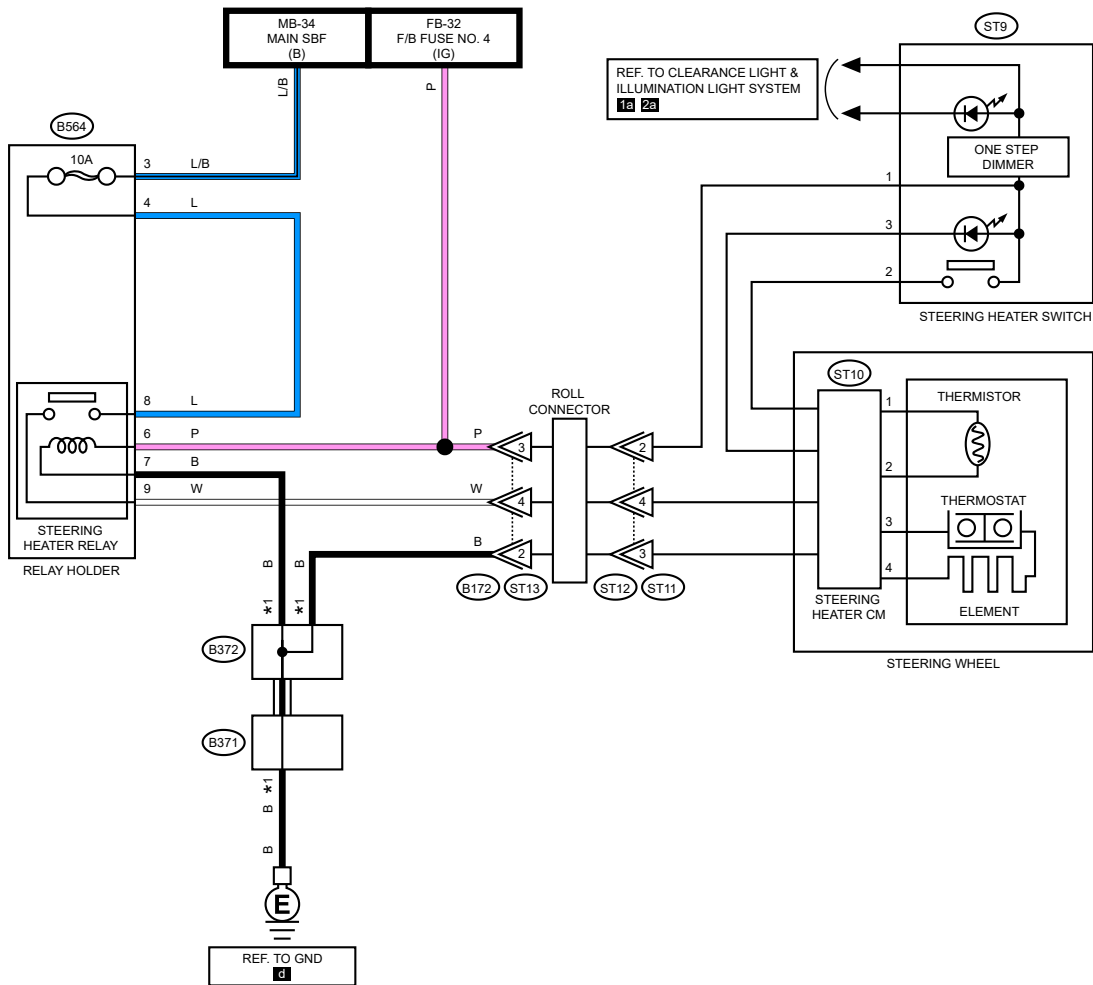 MB-34
MAIN SBF
(B)
FB-32
F/B FUSE NO. 4
(IG)
ST9
REF. TO CLEARANCE LIGHT &
ILLUMINATION LIGHT SYSTEM
1a 2a
L/B
P
B564
10A
3 L/B
4 L
ONE STEP
DIMMER
1
3
2
STEERING HEATER SWITCH
8 L
6 P
7 B
9 W
STEERING
HEATER RELAY
RELAY HOLDER
ROLL
CONNECTOR
P 3 2
W 4 4
B 2 3
B172 ST13 ST12 ST11
ST10
1
2
3
4
THERMISTOR
THERMOSTAT
ELEMENT
STEERING
HEATER CM
STEERING WHEEL
B
B
*1
*1
B372
B371
*1
B
B
E
REF. TO GND
d